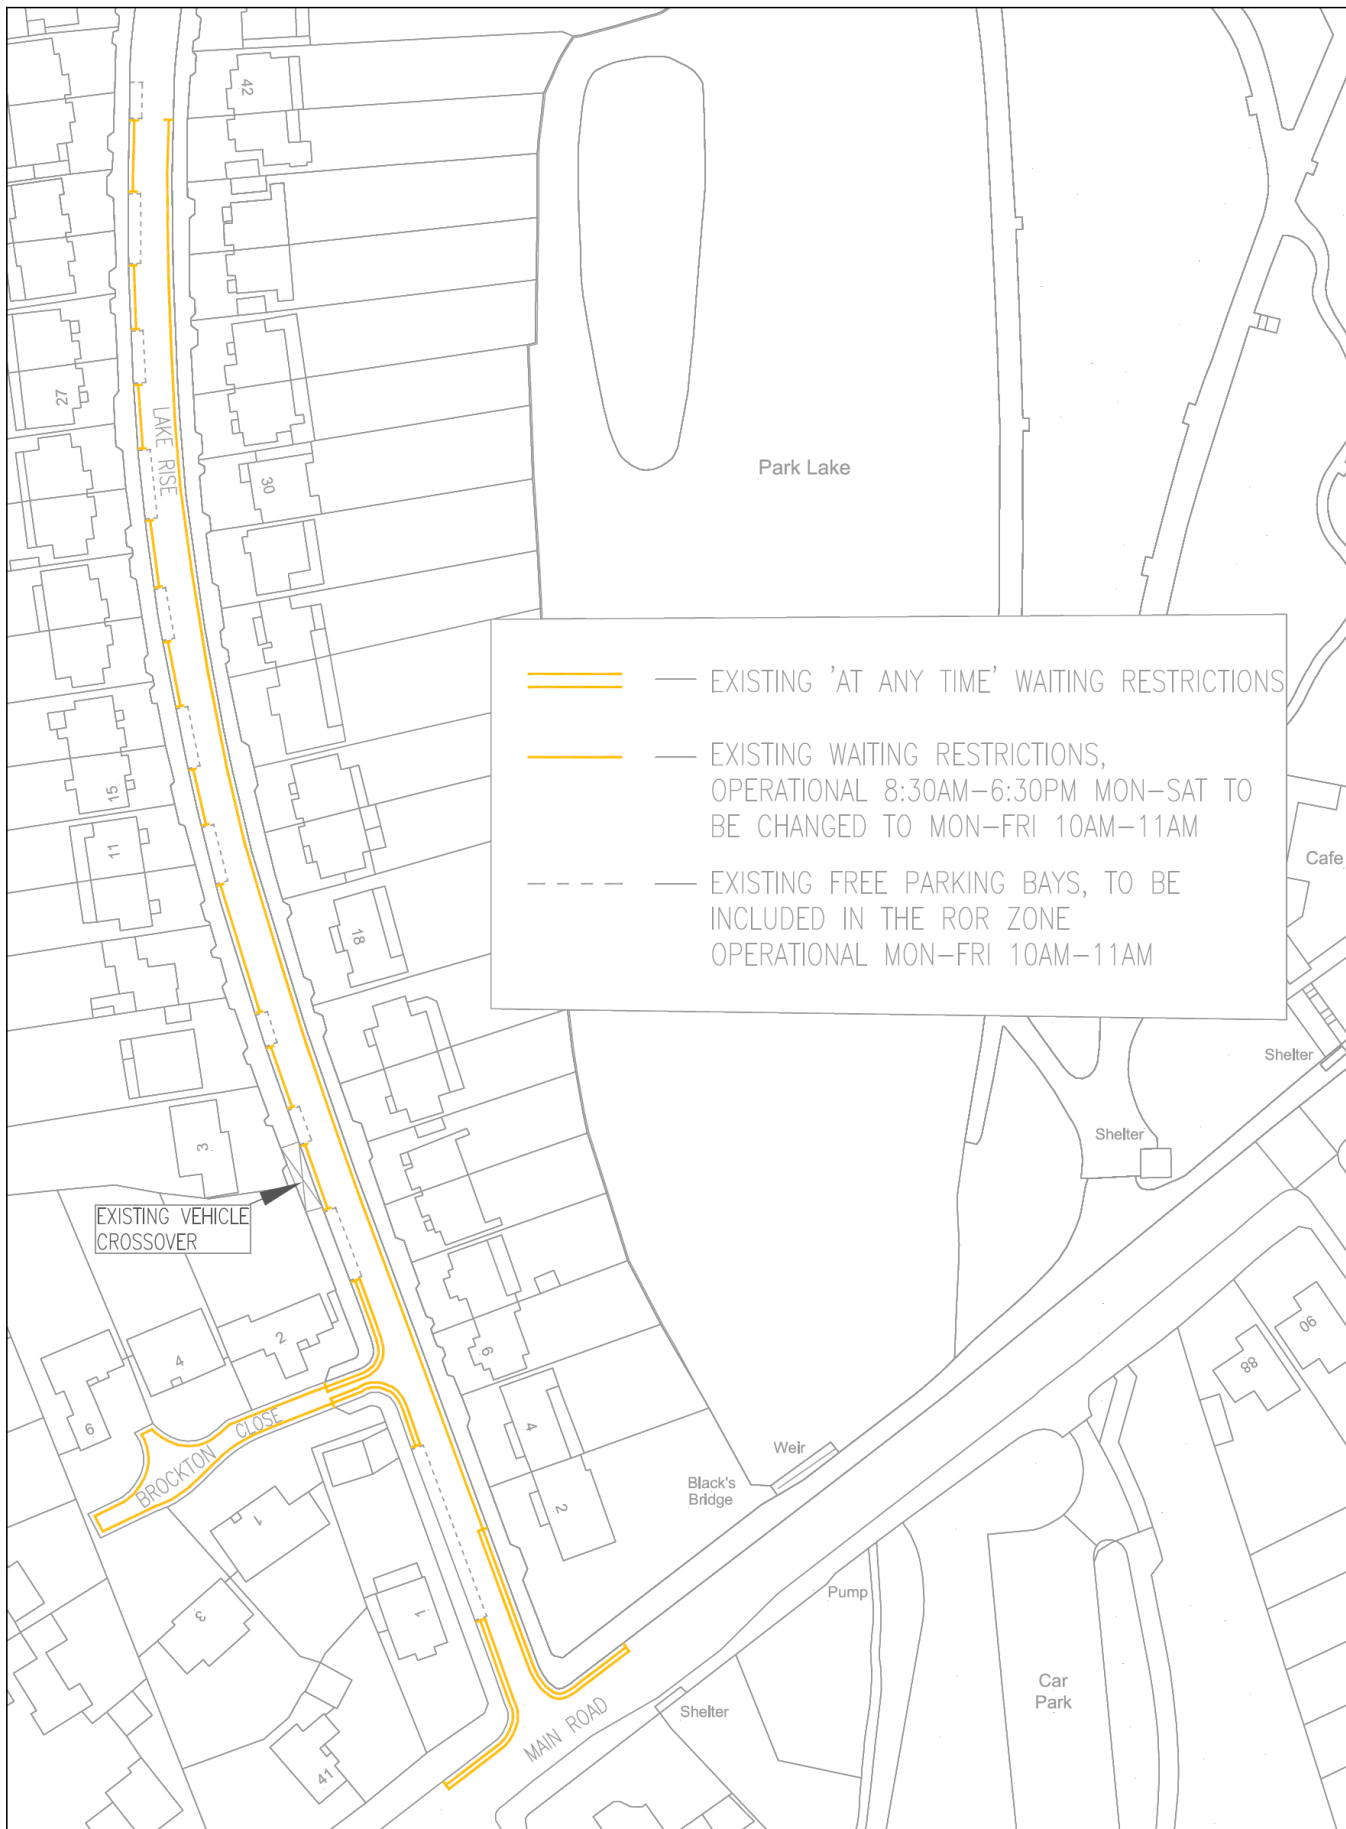 42
27
LAKE RISE
30
Park Lake
EXISTING 'AT ANY TIME' WAITING RESTRICTIONS
EXISTING WAITING RESTRICTIONS,
OPERATIONAL 8:30AM-6:30PM MON-SAT TO
BE CHANGED TO MON-FRI 10AM-11AM
EXISTING FREE PARKING BAYS, TO BE
INCLUDED IN THE ROR ZONE
OPERATIONAL MON-FRI 10AM-11AM
15
11
Cafe
18
Shelter
Shelter
3
EXISTING VEHICLE
CROSSOVER
2
4
6
6
90
88
4
2
BROCKTON CLOSE
Weir
Black's
Bridge
1
3
1
Pump
Car
Park
Shelter
MAIN ROAD
41